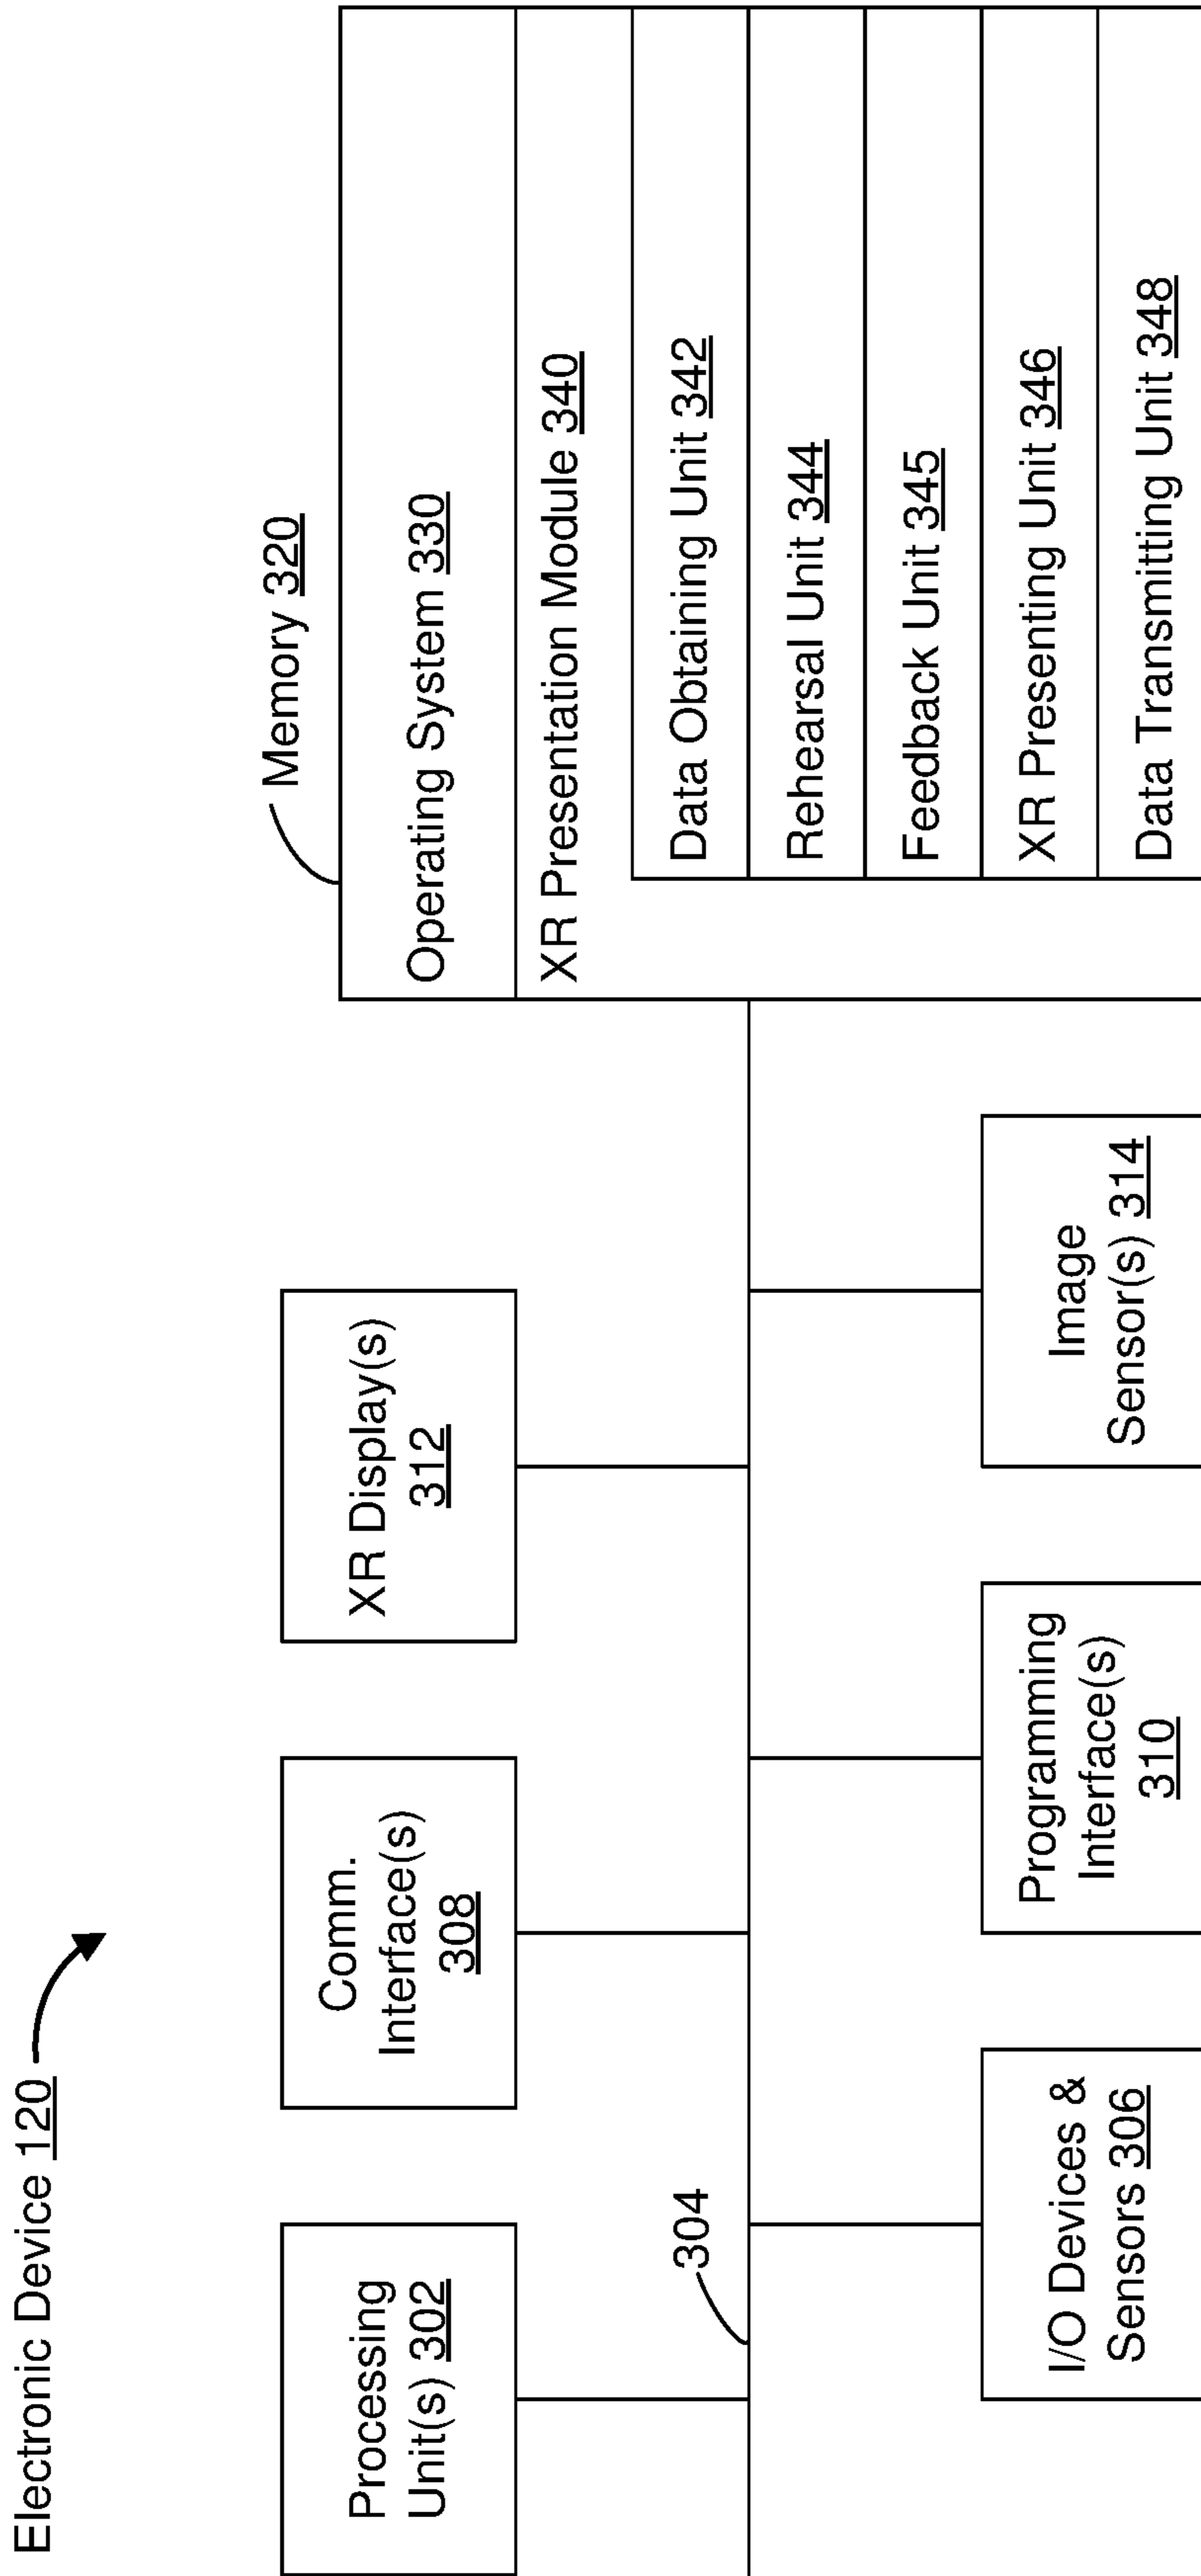 Electronic Device 120
Processing
Unit(s) 302
Comm.
Interface(s)
308
XR Display(s)
312
Memory 320
Operating System 330
XR Presentation Module 340
Data Obtaining Unit 342
Rehearsal Unit 344
Feedback Unit 345
XR Presenting Unit 346
Data Transmitting Unit 348
304
I/O Devices &
Sensors 306
Programming
Interface(s)
310
Image
Sensor(s) 314